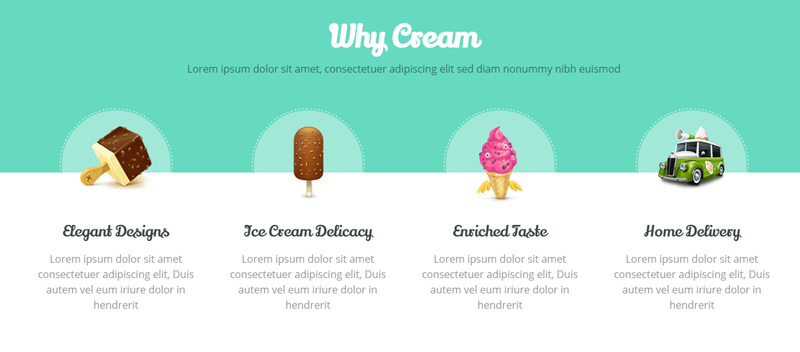 Why Cream
Lorem ipsum dolor sit amet, consectetuer adipiscing elit sed diam nonummy nibh euismod
Elegant Designs
Lorem ipsum dolor sit amet
consectetuer adipiscing elit, Duis
autem vel eum iriure dolor in
hendrerit
Ice Cream Delicacy
Lorem ipsum dolor sit amet
consectetuer adipiscing elit, Duis
autem vel eum iriure dolor in
hendrerit
Enriched Taste
Lorem ipsum dolor sit amet
consectetuer adipiscing elit, Duis
autem vel eum iriure dolor in
hendrerit
Home Delivery
Lorem ipsum dolor sit amet
consectetuer adipiscing elit, Duis
autem vel eum iriure dolor in
hendrerit